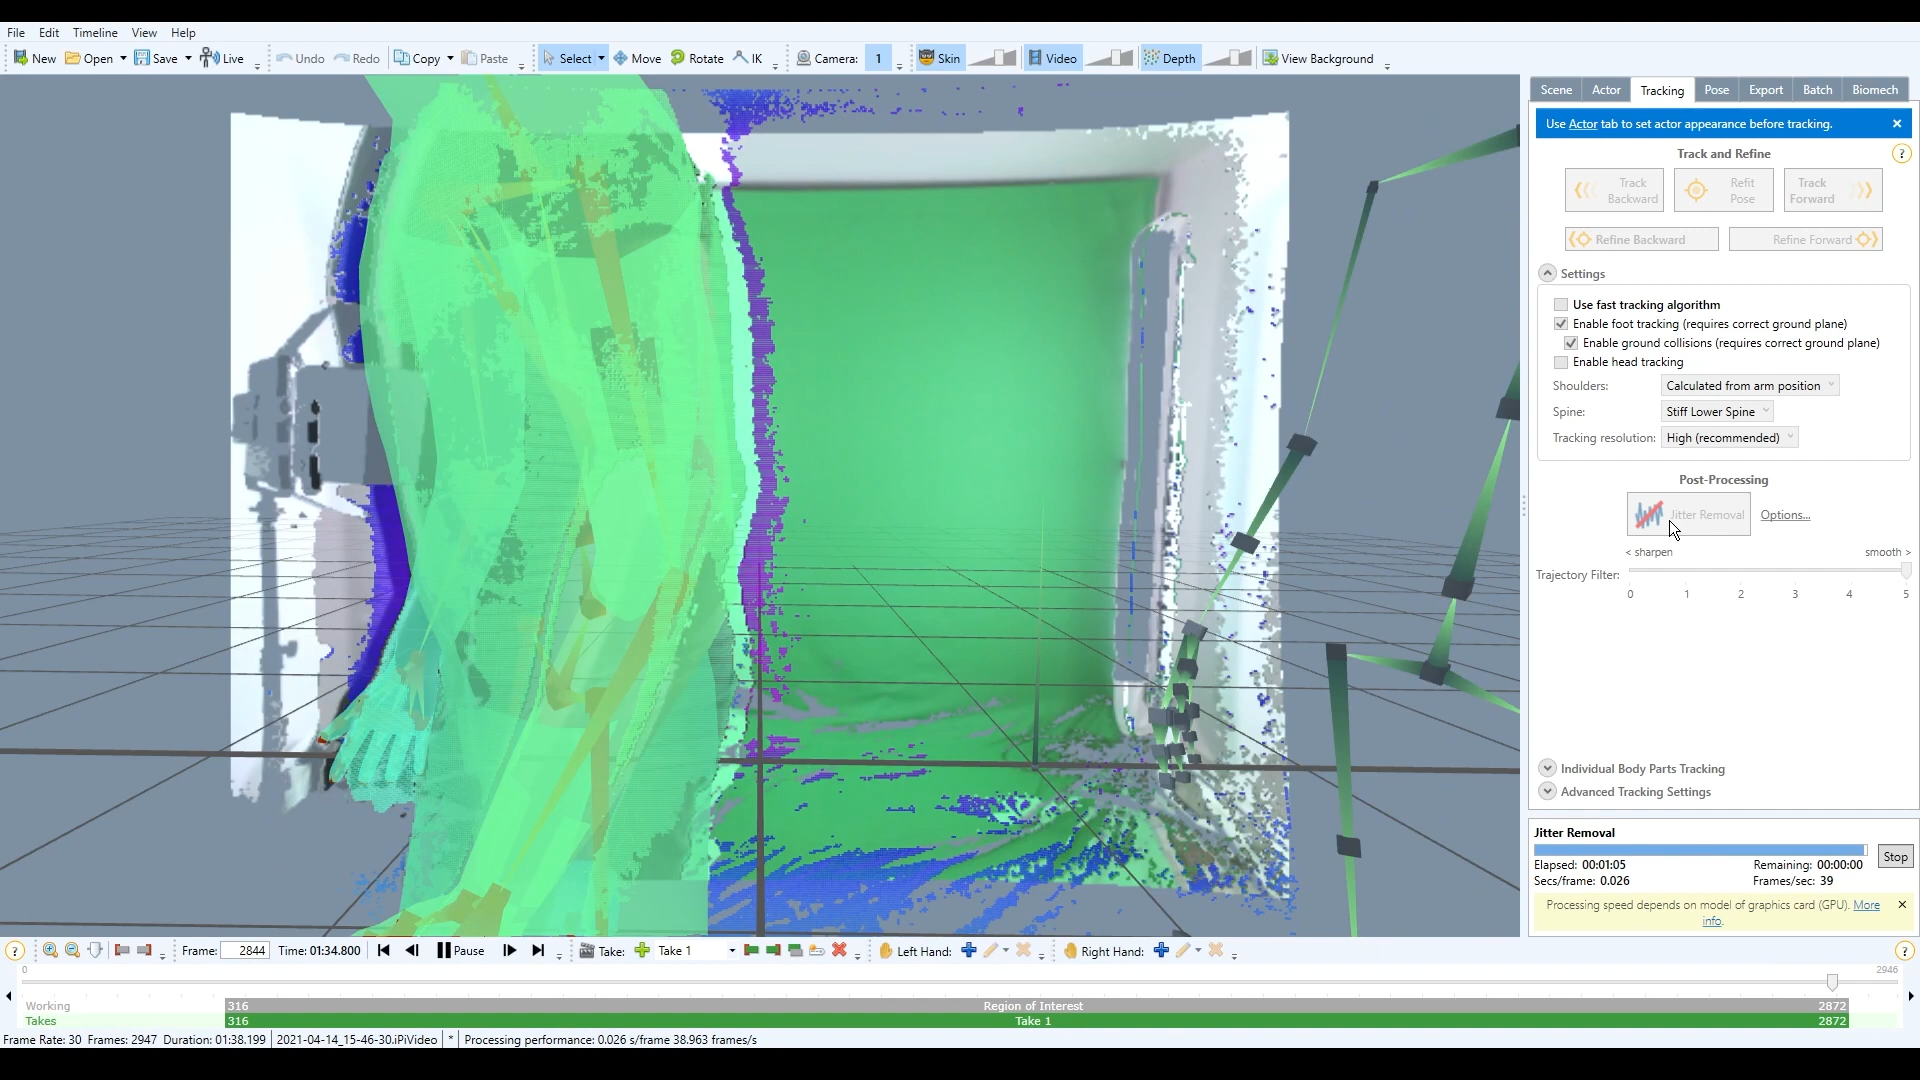 File Edit Timeline View Help
New Open Save Live Undo Redo Copy Paste Select Move Rotate IK Camera: 1 Skin Video Depth View Background
Scene Actor Tracking Pose Export Batch Biomech
Use Actor tab to set actor appearance before tracking.
Track and Refine
Track Backward
Refit Pose
Track Forward
Refine Backward Refine Forward
Settings
Use fast tracking algorithm
Enable foot tracking (requires correct ground plane)
Enable ground collisions (requires correct ground plane)
Enable head tracking
Shoulders: Calculated from arm position
Spine: Stiff Lower Spine
Tracking resolution: High (recommended)
Post-Processing
Jitter Removal Options...
< sharpen smooth >
Trajectory Filter:
0 1 2 3 4 5
Individual Body Parts Tracking
Advanced Tracking Settings
Jitter Removal
Elapsed: 00:01:05 Remaining: 00:00:00
Secs/frame: 0.026 Frames/sec: 39
Stop
Processing speed depends on model of graphics card (GPU). More
info.
Frame: 2844 Time: 01:34.800 Pause Take: Take 1 Left Hand: Right Hand:
0 2946
Working 316 Region of Interest 2872
Takes 316 Take 1 2872
Frame Rate: 30 Frames: 2947 Duration: 01:38.199 2021-04-14_15-46-30.iPiVideo * Processing performance: 0.026 s/frame 38.963 frames/s